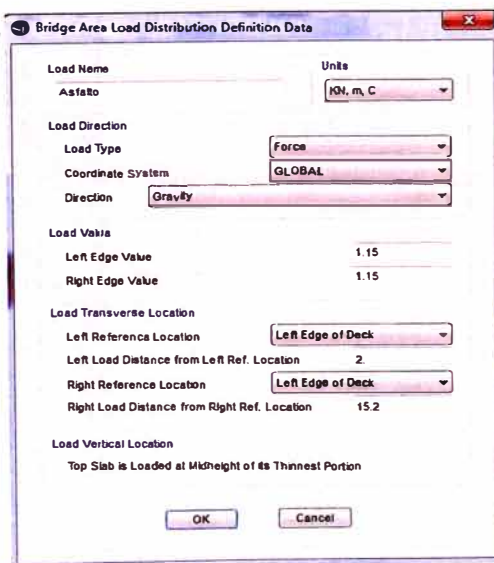 Bridge Area Load Distribution Definition Data
Load Name
Units
Asfalto
KN, m, C
Load Direction
Load Type
Force
Coordinate System
GLOBAL
Direction
Gravity
Load Value
Left Edge Value
1.15
Right Edge Value
1.15
Load Transverse Location
Left Reference Location
Left Edge of Deck
Left Load Distance from Left Ref. Location
2.
Right Reference Location
Left Edge of Deck
Right Load Distance from Right Ref. Location
15.2
Load Vertical Location
Top Slab is Loaded at Midheight of its Thinnest Portion
OK
Cancel